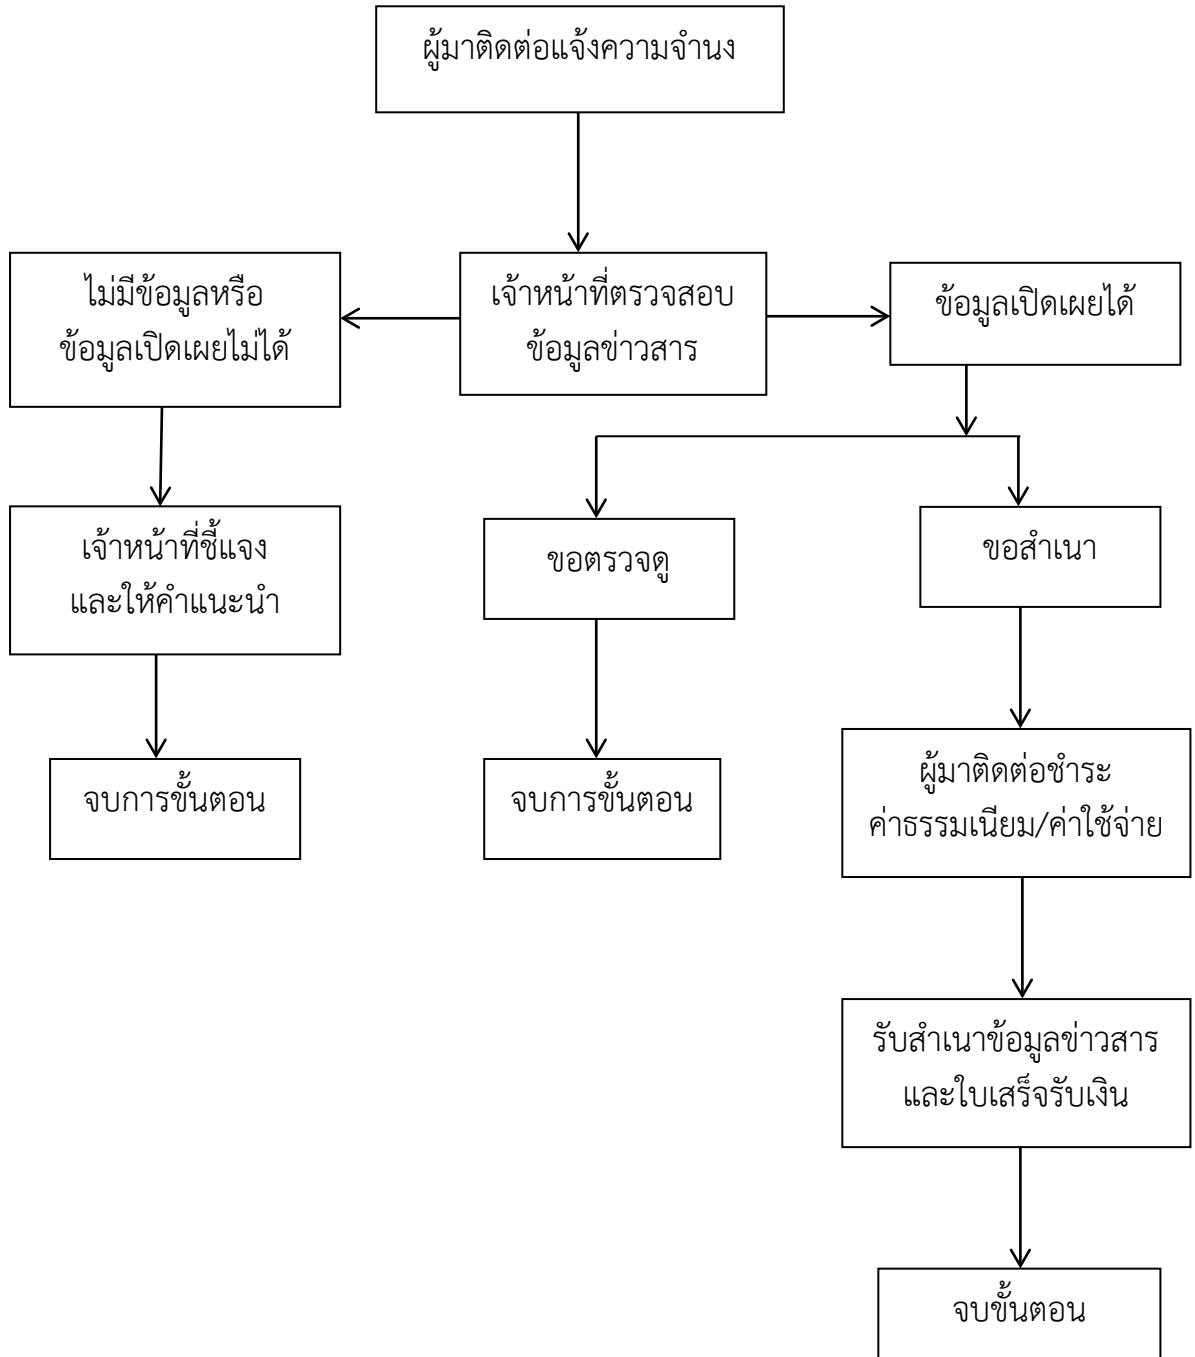 ผู้มาติดต่อแจ้งความจำนง
ไม่มีข้อมูลหรือ
ข้อมูลเปิดเผยไม่ได้
เจ้าหน้าที่ตรวจสอบ
ข้อมูลข่าวสาร
ข้อมูลเปิดเผยได้
เจ้าหน้าที่ชี้แจง
และให้คำแนะนำ
ขอตรวจดู
ขอสำเนา
จบการขั้นตอน
จบการขั้นตอน
ผู้มาติดต่อชำระ
ค่าธรรมเนียม/ค่าใช้จ่าย
รับสำเนาข้อมูลข่าวสาร
และใบเสร็จรับเงิน
จบขั้นตอน